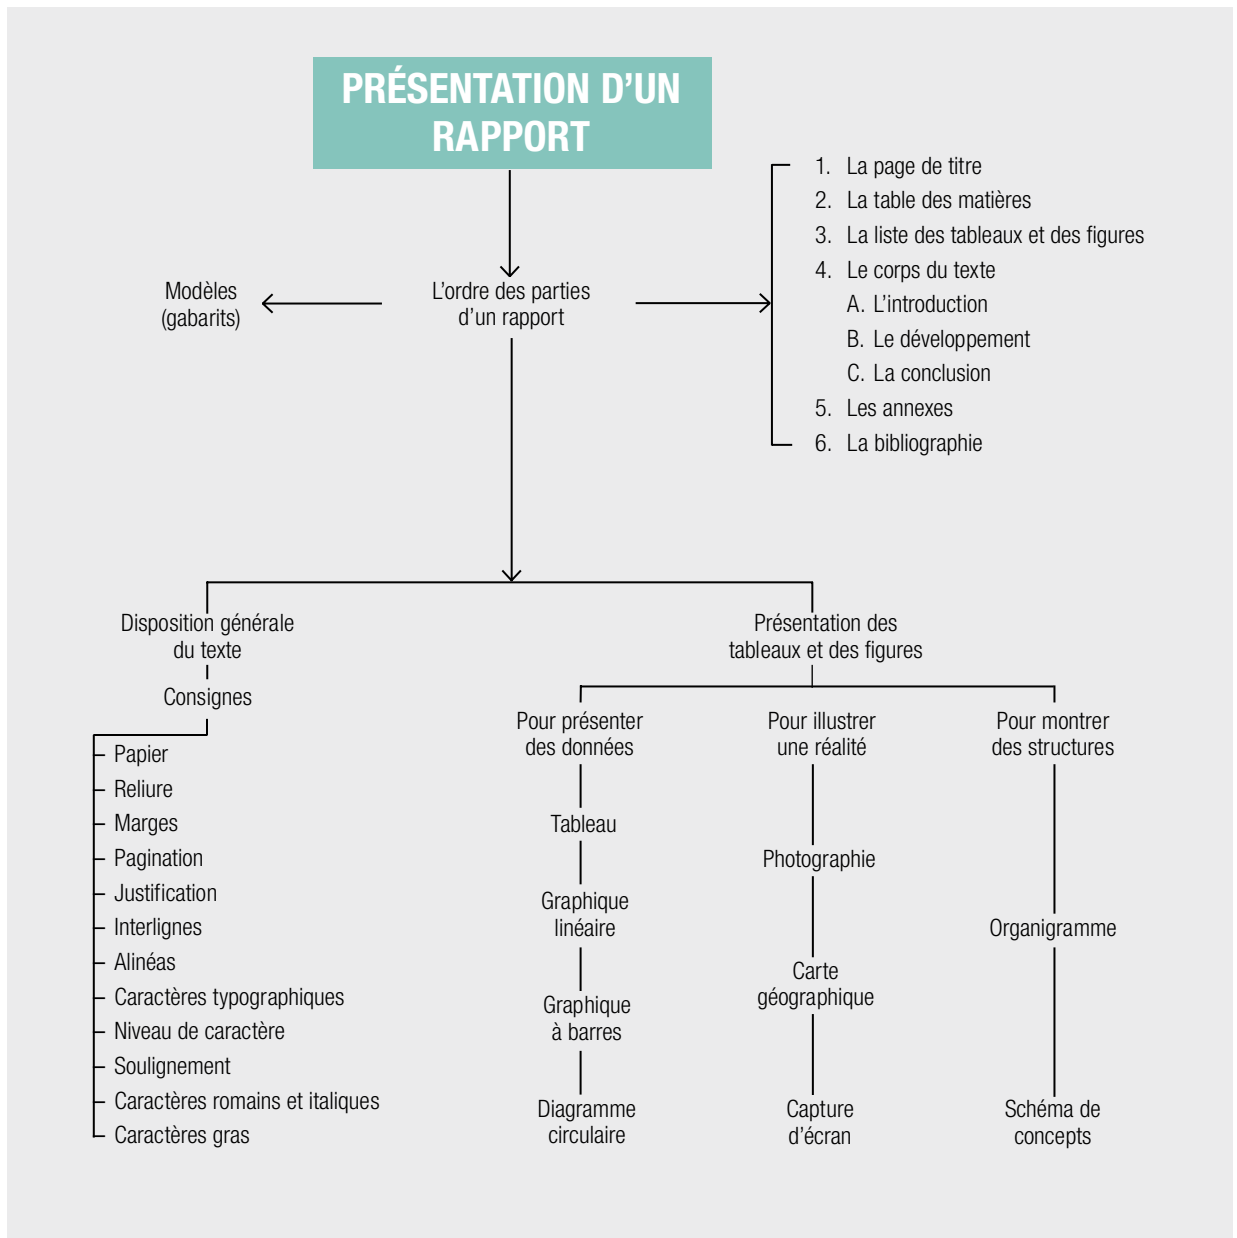 PRÉSENTATION D'UN
RAPPORT
1. La page de titre
2. La table des matières
3. La liste des tableaux et des figures
4. Le corps du texte
A. L'introduction
B. Le développement
C. La conclusion
5. Les annexes
6. La bibliographie
Modèles
(gabarits)
L'ordre des parties
d'un rapport
Disposition générale
du texte
Consignes
Papier
Reliure
Marges
Pagination
Justification
Interlignes
Alinéas
Caractères typographiques
Niveau de caractère
Soulignement
Caractères romains et italiques
Caractères gras
Présentation des
tableaux et des figures
Pour présenter
des données
Tableau
Graphique
linéaire
Graphique
à barres
Diagramme
circulaire
Pour illustrer
une réalité
Photographie
Carte
géographique
Capture
d'écran
Pour montrer
des structures
Organigramme
Schéma de
concepts